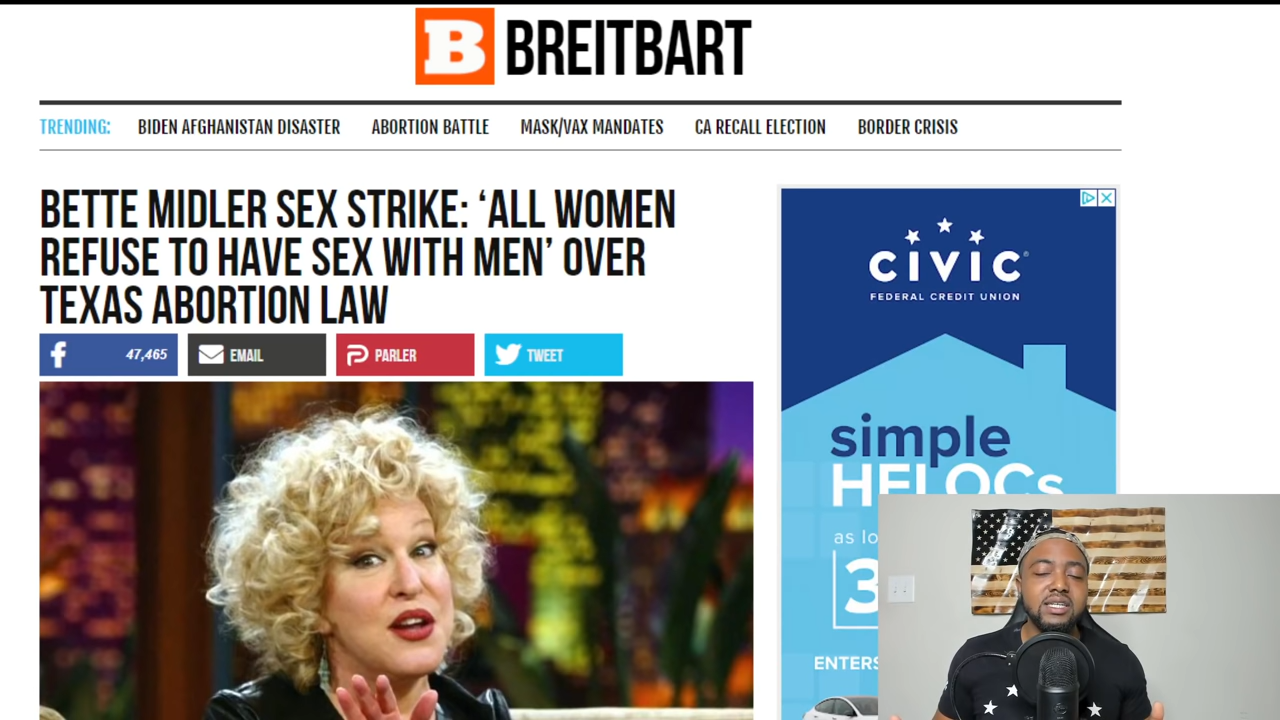 B BREITBART
TRENDING: BIDEN AFGHANISTAN DISASTER ABORTION BATTLE MASK/VAX MANDATES CA RECALL ELECTION BORDER CRISIS
BETTE MIDLER SEX STRIKE: ‘ALL WOMEN
REFUSE TO HAVE SEX WITH MEN’ OVER
TEXAS ABORTION LAW
f 47,465 EMAIL PARLER TWEET
CIVIC®
FEDERAL CREDIT UNION
simple
HELOCs
as lo
3
ENTERS